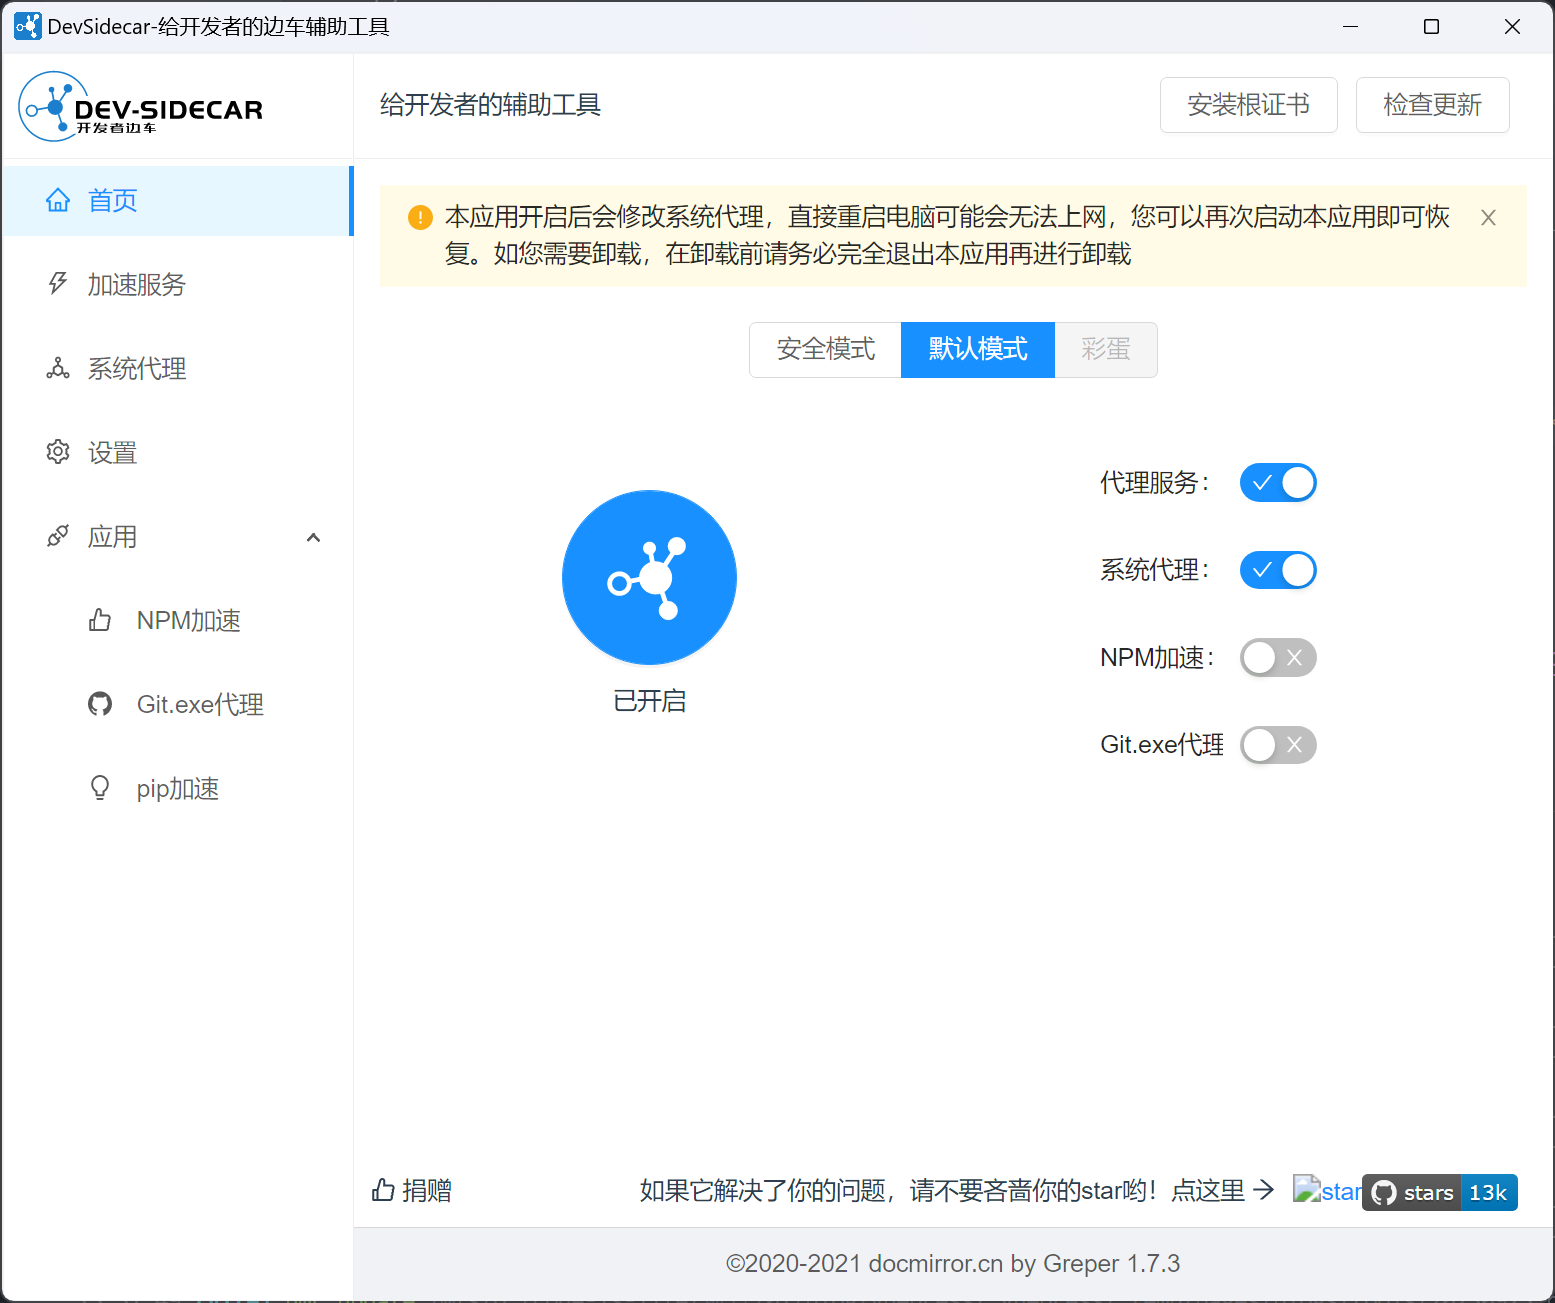 DevSidecar-给开发者的边车辅助工具
DEV-SIDECAR
开发者边车
给开发者的辅助工具
安装根证书
检查更新
首页
加速服务
系统代理
设置
应用
NPM加速
Git.exe代理
pip加速
本应用开启后会修改系统代理，直接重启电脑可能会无法上网，您可以再次启动本应用即可恢
复。如您需要卸载，在卸载前请务必完全退出本应用再进行卸载
安全模式
默认模式
彩蛋
已开启
代理服务：
系统代理：
NPM加速：
Git.exe代理
捐赠
如果它解决了你的问题，请不要吝啬你的star哟！点这里
star
stars 13k
©2020-2021 docmirror.cn by Greper 1.7.3